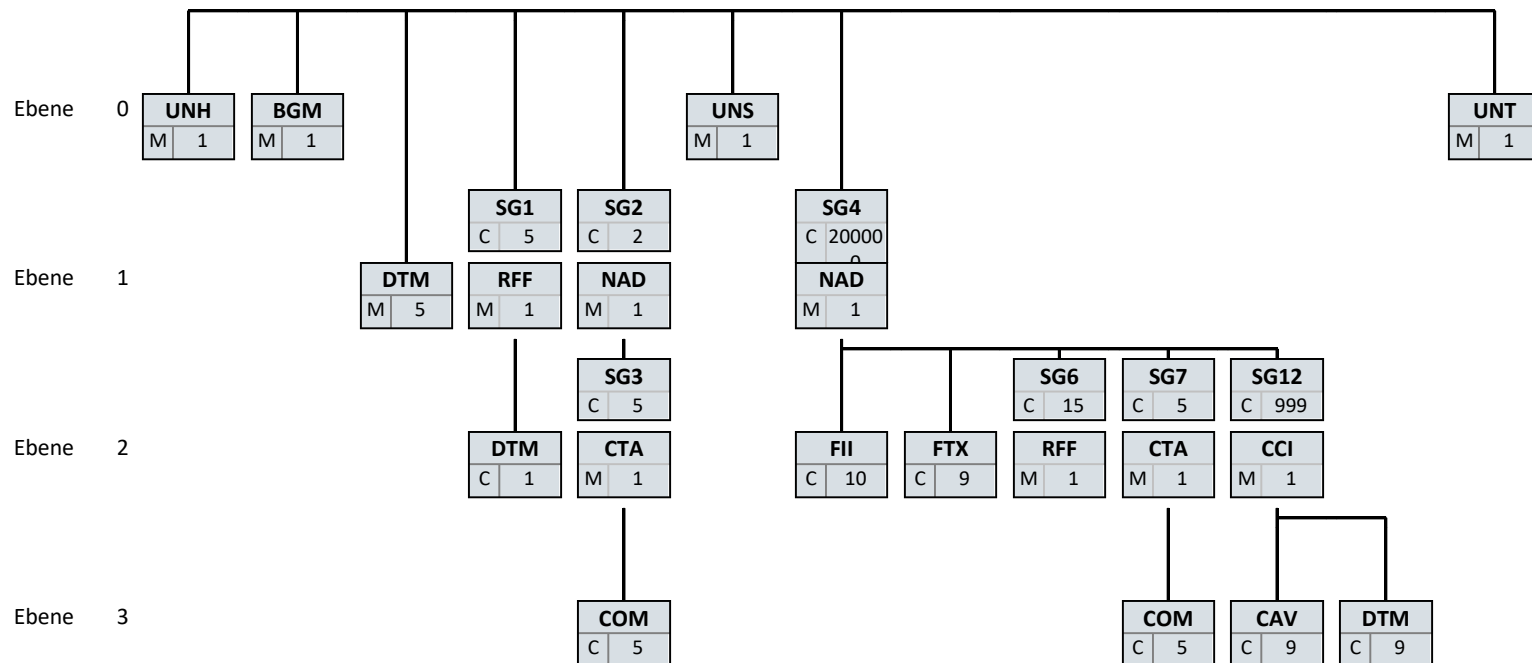 Ebene 0 UNH BGM UNS UNT
M 1 M 1 M 1 M 1
SG1 SG2 SG4
C 5 C 2 C 20000
0
Ebene 1 DTM RFF NAD NAD
M 5 M 1 M 1 M 1
SG3 SG6 SG7 SG12
C 5 C 15 C 5 C 999
Ebene 2 DTM CTA FII FTX RFF CTA CCI
C 1 M 1 C 10 C 9 M 1 M 1 M 1
Ebene 3 COM COM CAV DTM
C 5 C 5 C 9 C 9